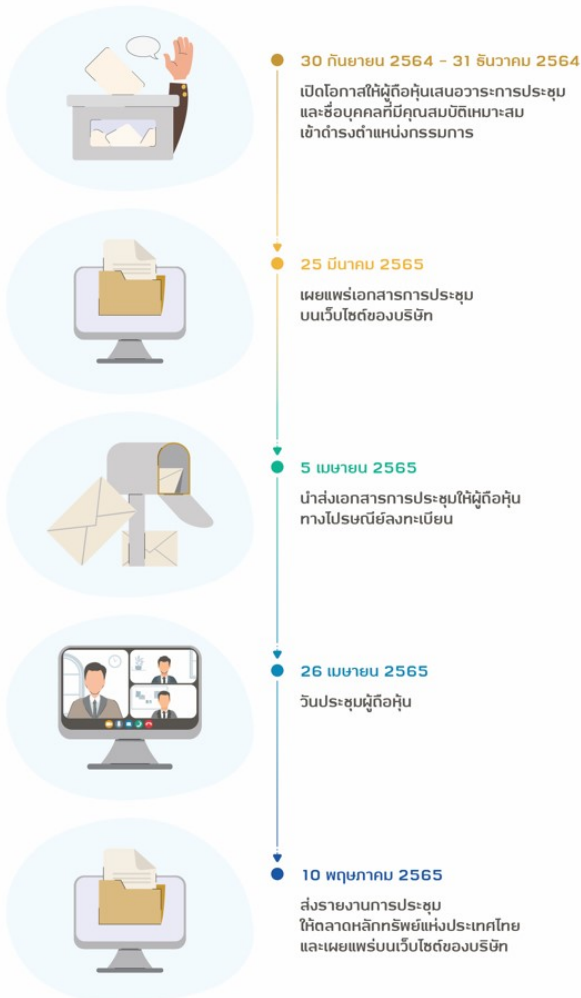 30 กันยายน 2564 - 31 ธันวาคม 2564
เปิดโอกาสให้ผู้ถือหุ้นเสนอวาระการประชุม
และชื่อบุคคลที่มีคุณสมบัติเหมาะสม
เข้าดำรงตำแหน่งกรรมการ
25 มีนาคม 2565
เผยแพร่เอกสารการประชุม
บนเว็บไซต์ของบริษัท
5 เมษายน 2565
นำส่งเอกสารการประชุมให้ผู้ถือหุ้น
ทางไปรษณีย์ลงทะเบียน
26 เมษายน 2565
วันประชุมผู้ถือหุ้น
10 พฤษภาคม 2565
ส่งรายงานการประชุม
ให้ตลาดหลักทรัพย์แห่งประเทศไทย
และเผยแพร่บนเว็บไซต์ของบริษัท